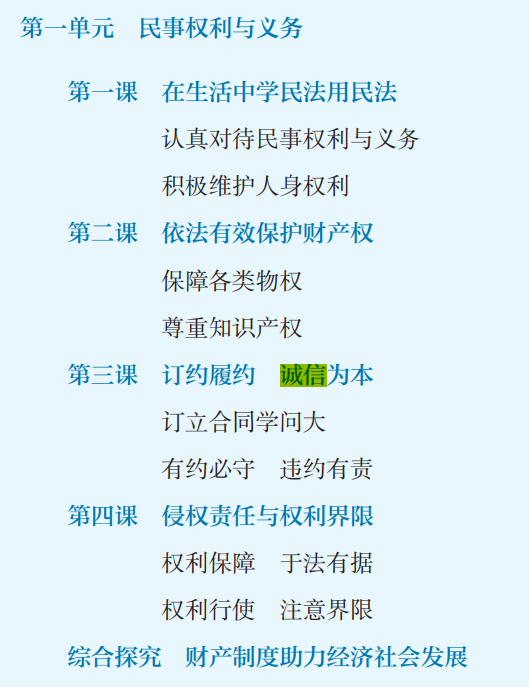 第一单元 民事权利与义务
第一课 在生活中学民法用民法
认真对待民事权利与义务
积极维护人身权利
第二课 依法有效保护财产权
保障各类物权
尊重知识产权
第三课 订约履约 诚信为本
订立合同学问大
有约必守 违约有责
第四课 侵权责任与权利界限
权利保障 于法有据
权利行使 注意界限
综合探究 财产制度助力经济社会发展